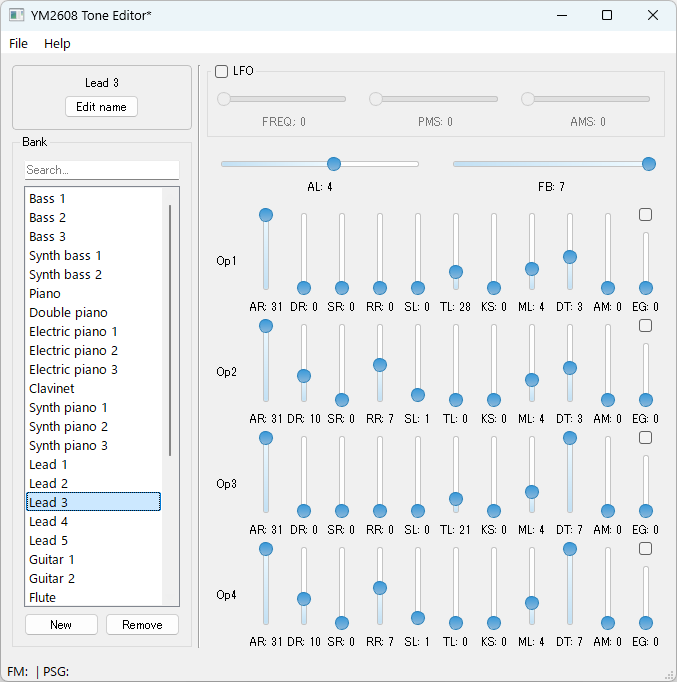 YM2608 Tone Editor*
File Help
Lead 3
Edit name
Bank
Search...
Bass 1
Bass 2
Bass 3
Synth bass 1
Synth bass 2
Piano
Double piano
Electric piano 1
Electric piano 2
Electric piano 3
Clavinet
Synth piano 1
Synth piano 2
Synth piano 3
Lead 1
Lead 2
Lead 3
Lead 4
Lead 5
Guitar 1
Guitar 2
Flute
New Remove
LFO
FREQ: 0 PMS: 0 AMS: 0
AL: 4 FB: 7
Op1
AR: 31 DR: 0 SR: 0 RR: 0 SL: 0 TL: 28 KS: 0 ML: 4 DT: 3 AM: 0 EG: 0
Op2
AR: 31 DR: 10 SR: 0 RR: 7 SL: 1 TL: 0 KS: 0 ML: 4 DT: 3 AM: 0 EG: 0
Op3
AR: 31 DR: 0 SR: 0 RR: 0 SL: 0 TL: 21 KS: 0 ML: 4 DT: 7 AM: 0 EG: 0
Op4
AR: 31 DR: 10 SR: 0 RR: 7 SL: 1 TL: 0 KS: 0 ML: 4 DT: 7 AM: 0 EG: 0
FM: | PSG: